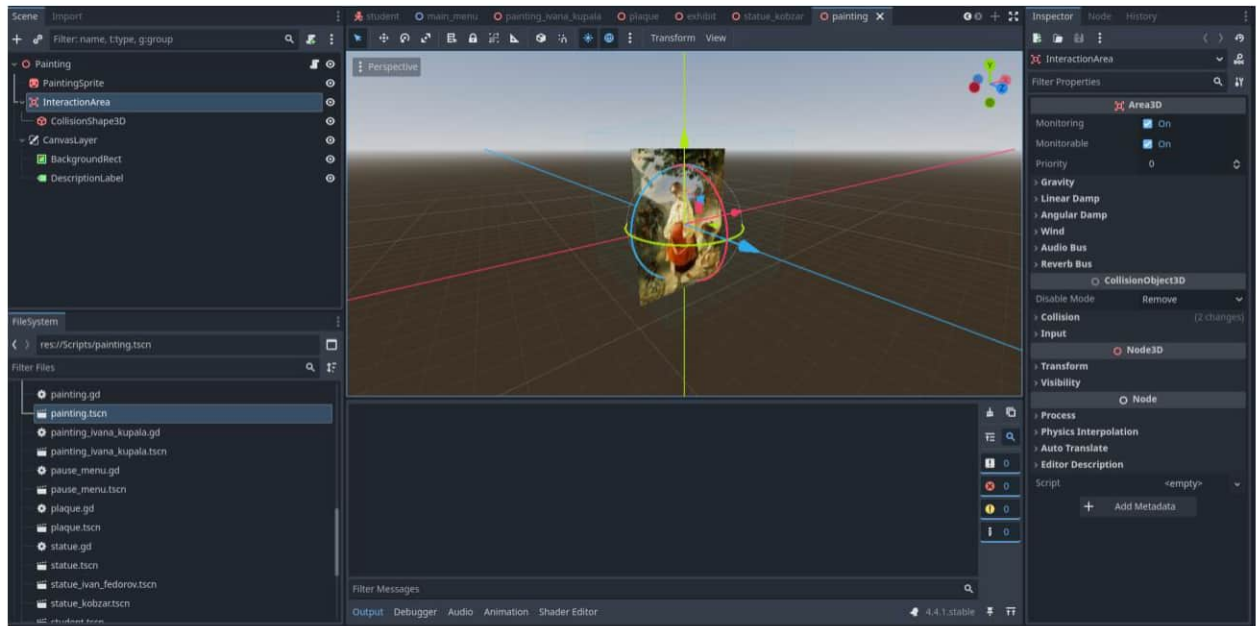 Scene Import
Filter: name, t:type, g:group
Painting
PaintingSprite
InteractionArea
CollisionShape3D
CanvasLayer
BackgroundRect
DescriptionLabel
FileSystem
res://Scripts/painting.tscn
Filter Files
painting.gd
painting.tscn
painting_ivana_kupala.gd
painting_ivana_kupala.tscn
pause_menu.gd
pause_menu.tscn
plaque.gd
plaque.tscn
statue.gd
statue.tscn
statue_ivan_fedorov.tscn
statue_kobzar.tscn
student.tscn
student main_menu painting_ivana_kupala plaque exhibit statue_kobzar painting
Transform View
Perspective
Y
Z
0
0
0
0
Filter Messages
Output Debugger Audio Animation Shader Editor 4.4.1.stable
Inspector Node History
InteractionArea
Filter Properties
Area3D
Monitoring On
Monitorable On
Priority 0
Gravity
Linear Damp
Angular Damp
Wind
Audio Bus
Reverb Bus
CollisionObject3D
Disable Mode Remove
Collision (2 changes)
Input
Node3D
Transform
Visibility
Node
Process
Physics Interpolation
Auto Translate
Editor Description
Script <empty>
+ Add Metadata